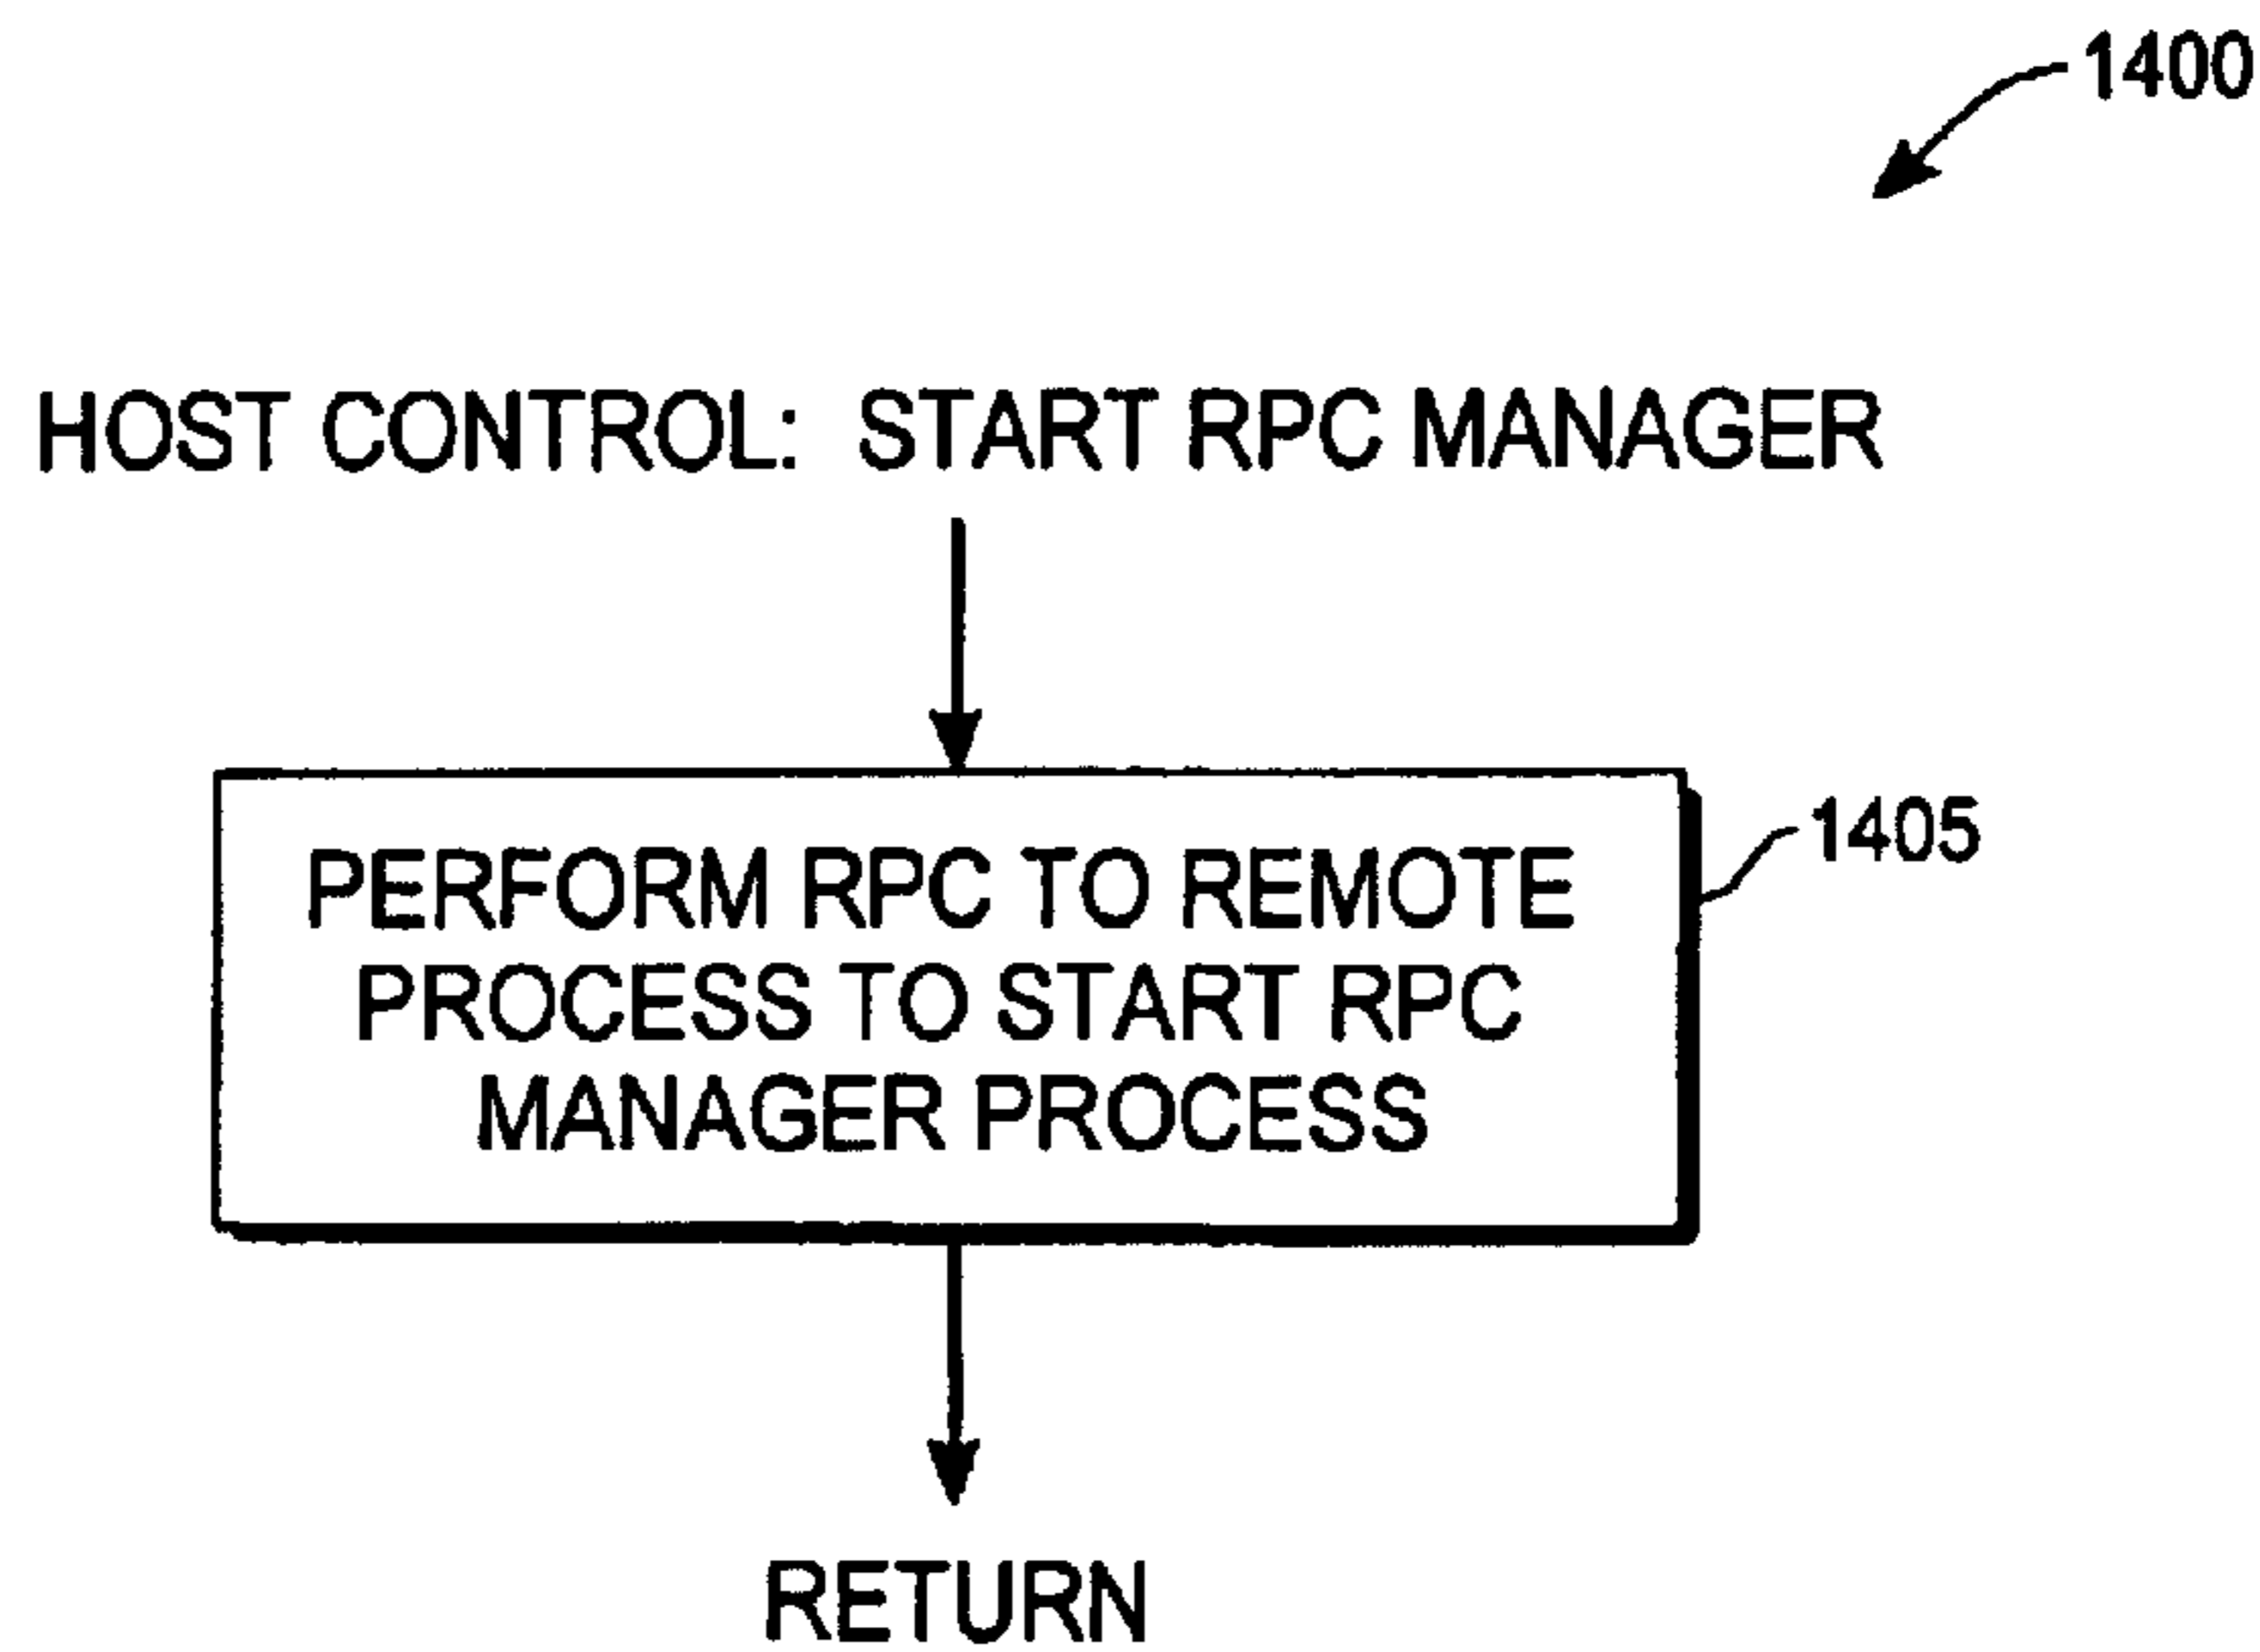 1400
HOST CONTROL: START RPC MANAGER
PERFORM RPC TO REMOTE
PROCESS TO START RPC
MANAGER PROCESS
1405
RETURN